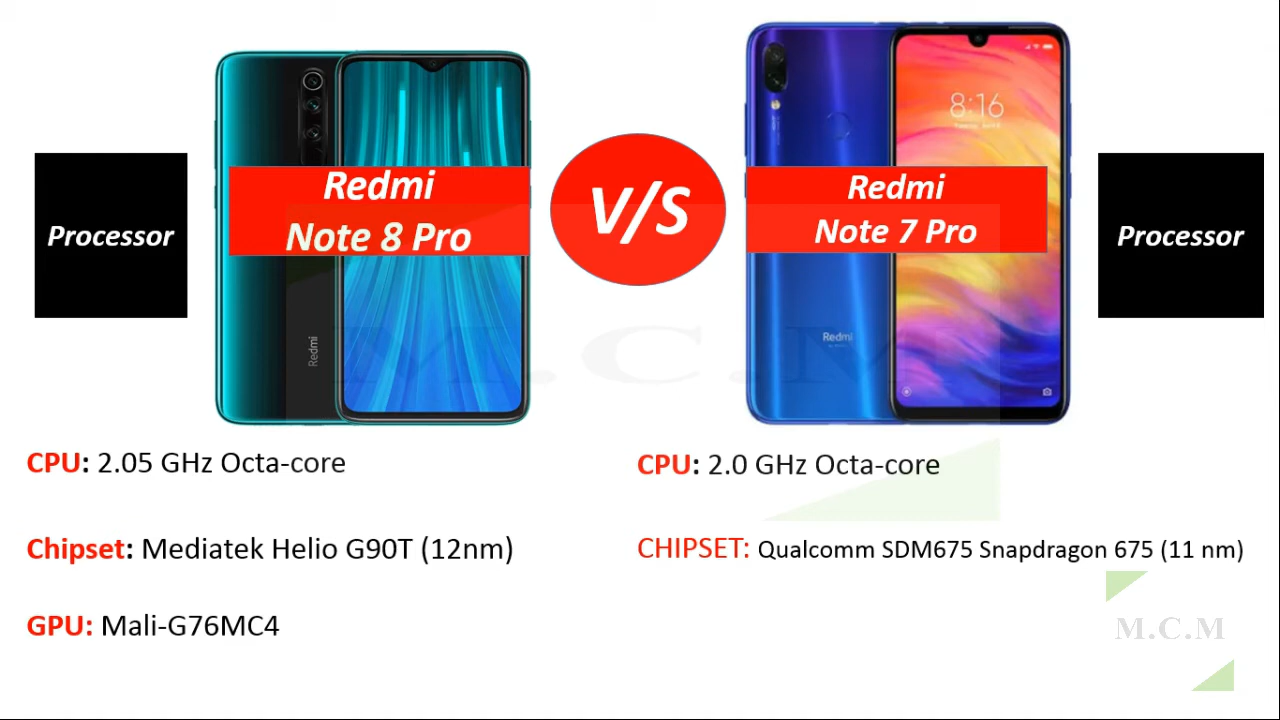 Redmi
Note 8 Pro
V/S
Redmi
Note 7 Pro
Processor
Processor
8:16
Redmi
Redmi
M.C.M
CPU: 2.05 GHz Octa-core
CPU: 2.0 GHz Octa-core
Chipset: Mediatek Helio G90T (12nm)
CHIPSET: Qualcomm SDM675 Snapdragon 675 (11 nm)
GPU: Mali-G76MC4
M.C.M